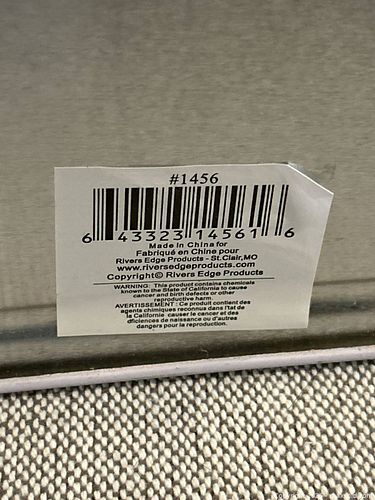 #1456
6 43323 14561 6
Made in China for
Fabriqué en Chine pour
Rivers Edge Products - St.Clair,MO
www.riversedgeproducts.com
Copyright© Rivers Edge Products
WARNING: This product contains chemicals
known to the State of California to cause
cancer and birth defects or other
reproductive harm.
AVERTISSEMENT : Ce produit contient des
agents chimiques reconnus dans l'tat de
la Californie causer le cancer et des
dficiences de naissance ou d'autres
dangers pour la reproduction.